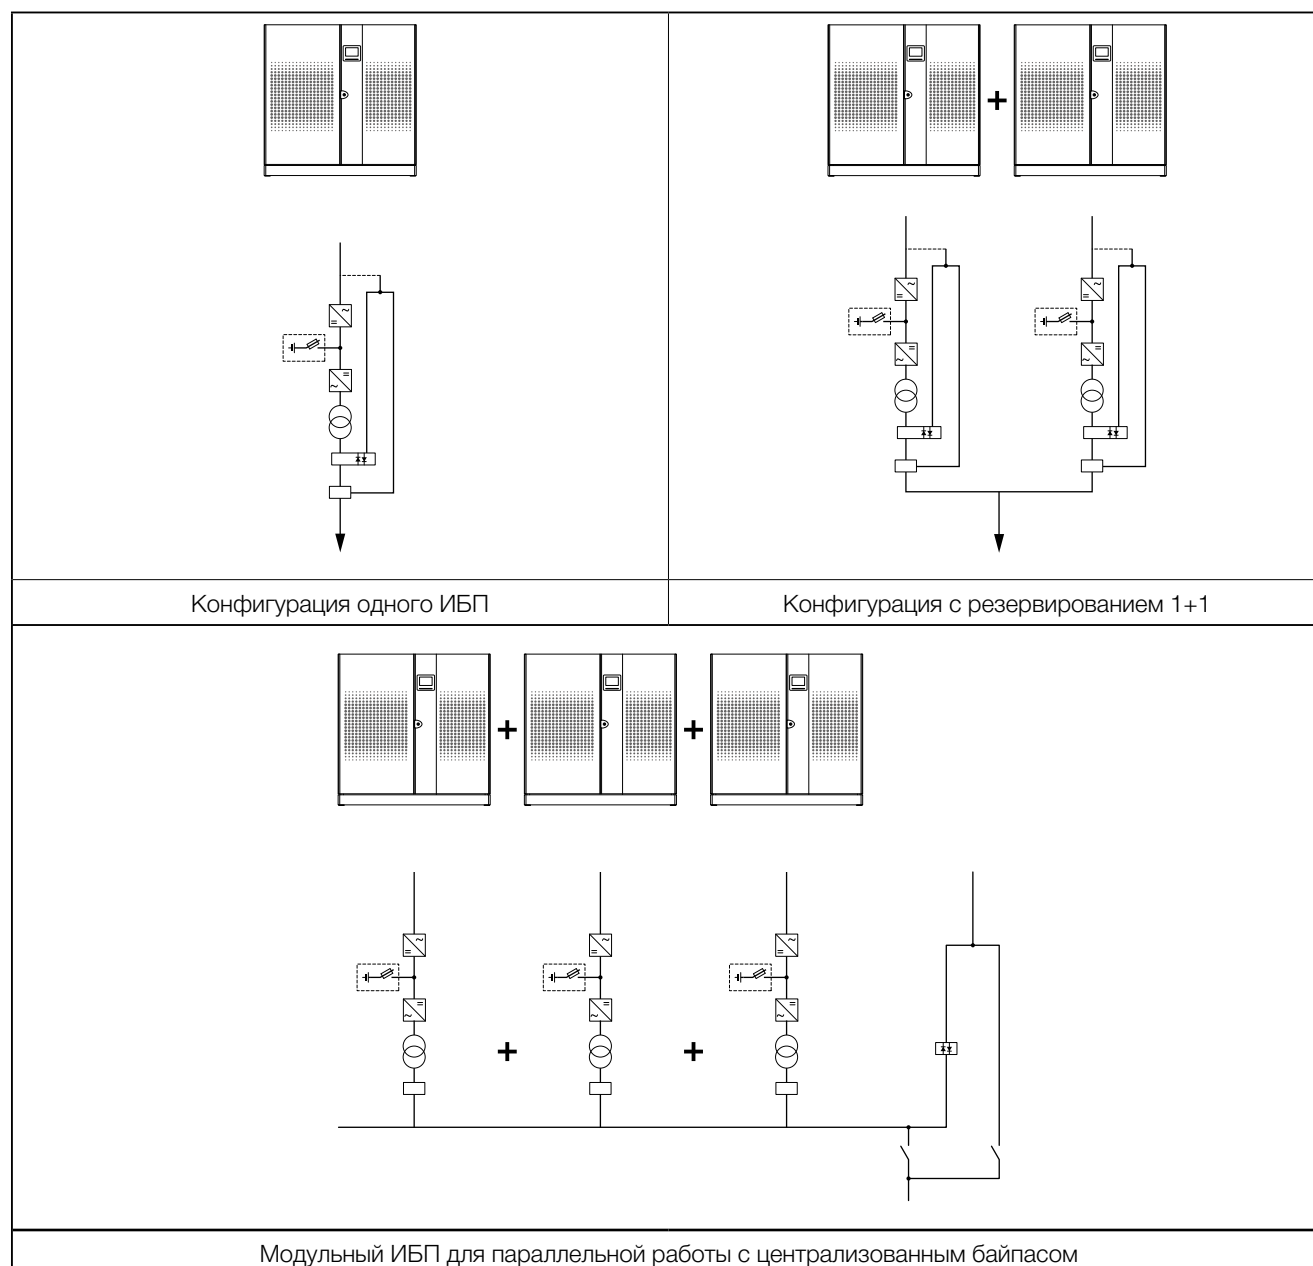 Конфигурация одного ИБП
Конфигурация с резервированием 1+1
Модульный ИБП для параллельной работы с централизованным байпасом